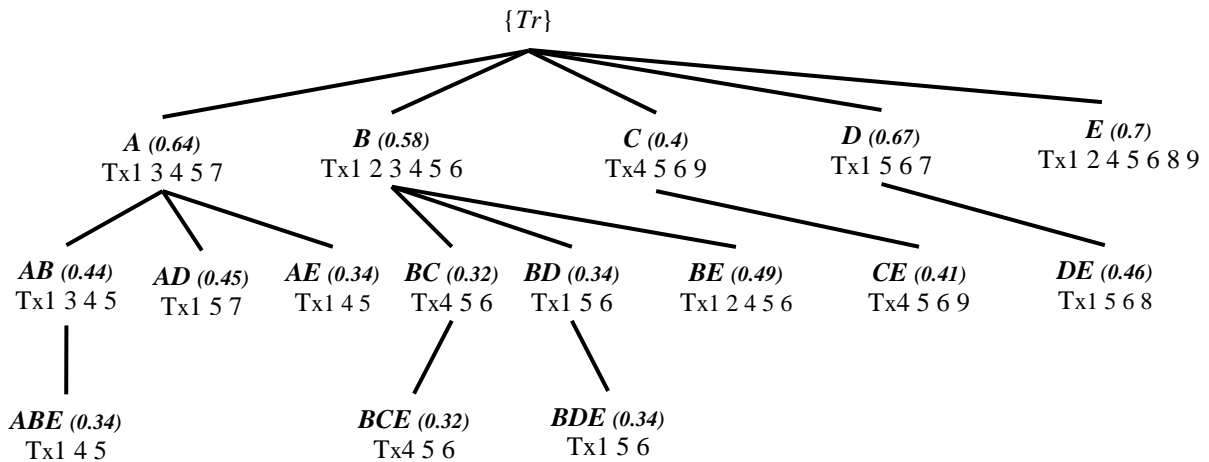 {Tr}
A (0.64)
Tx1 3 4 5 7
B (0.58)
Tx1 2 3 4 5 6
C (0.4)
Tx4 5 6 9
D (0.67)
Tx1 5 6 7
E (0.7)
Tx1 2 4 5 6 8 9
AB (0.44)
Tx1 3 4 5
AD (0.45)
Tx1 5 7
AE (0.34)
Tx1 4 5
BC (0.32)
Tx4 5 6
BD (0.34)
Tx1 5 6
BE (0.49)
Tx1 2 4 5 6
CE (0.41)
Tx4 5 6 9
DE (0.46)
Tx1 5 6 8
ABE (0.34)
Tx1 4 5
BCE (0.32)
Tx4 5 6
BDE (0.34)
Tx1 5 6